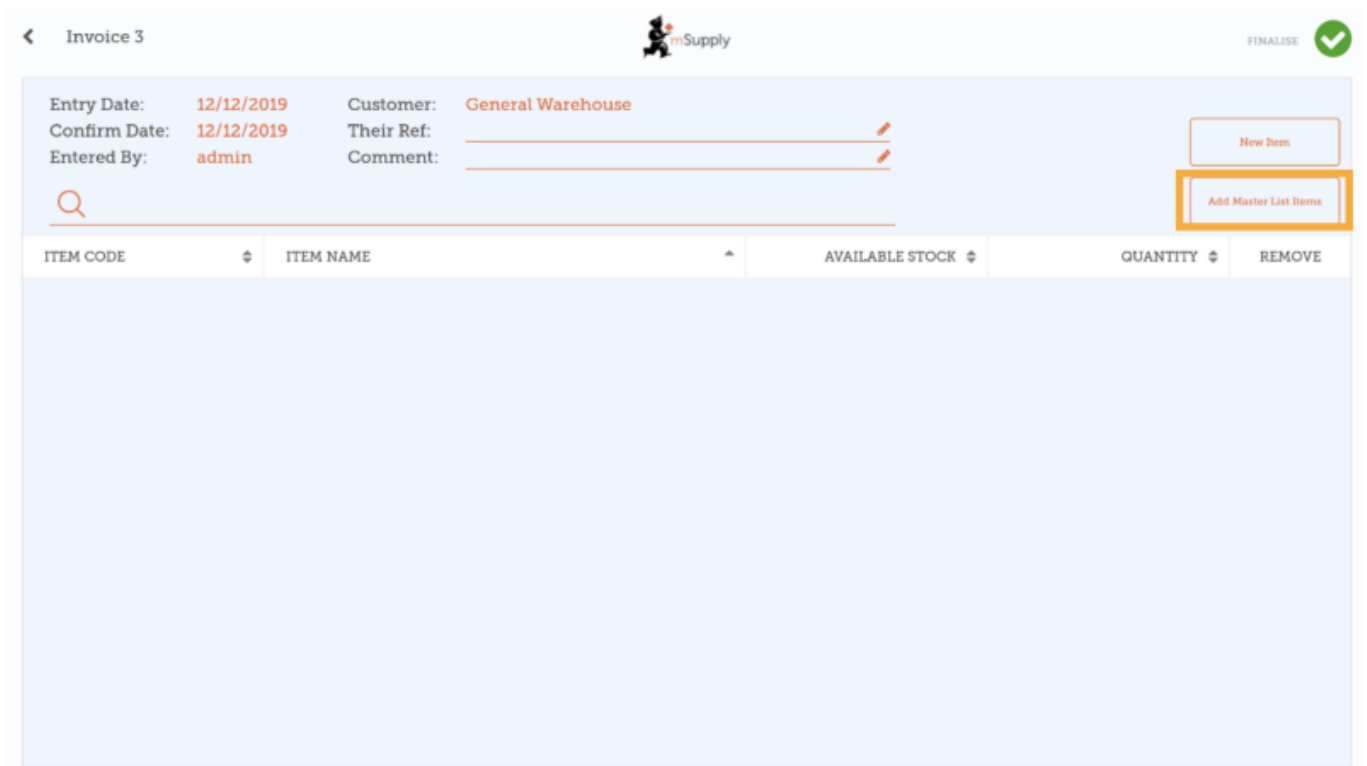 Invoice 3
mSupply
FINALISE
Entry Date: 12/12/2019 Customer: General Warehouse
Confirm Date: 12/12/2019 Their Ref:
Entered By: admin Comment:
New Item
Add Master List Items
ITEM CODE ITEM NAME AVAILABLE STOCK QUANTITY REMOVE